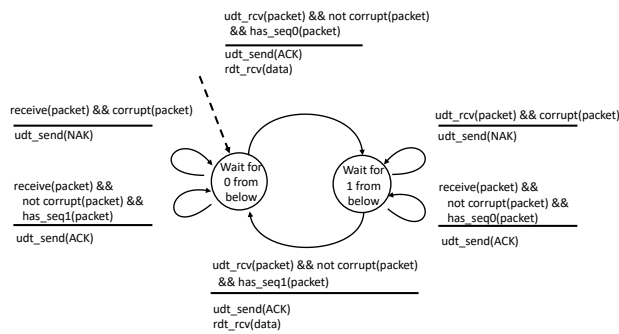 udt_rcv(packet) && not corrupt(packet)
&& has_seq0(packet)
udt_send(ACK)
rdt_rcv(data)
receive(packet) && corrupt(packet)
udt_send(NAK)
receive(packet) &&
not corrupt(packet) &&
has_seq1(packet)
udt_send(ACK)
Wait for
0 from
below
Wait for
1 from
below
udt_rcv(packet) && corrupt(packet)
udt_send(NAK)
receive(packet) &&
not corrupt(packet) &&
has_seq0(packet)
udt_send(ACK)
udt_rcv(packet) && not corrupt(packet)
&& has_seq1(packet)
udt_send(ACK)
rdt_rcv(data)